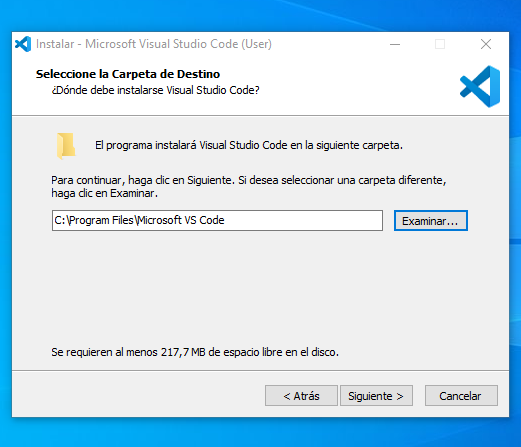 Instalar - Microsoft Visual Studio Code (User)
Seleccione la Carpeta de Destino
¿Dónde debe instalarse Visual Studio Code?
El programa instalará Visual Studio Code en la siguiente carpeta.
Para continuar, haga clic en Siguiente. Si desea seleccionar una carpeta diferente,
haga clic en Examinar.
C:\Program Files\Microsoft VS Code
Examinar...
Se requieren al menos 217,7 MB de espacio libre en el disco.
< Atrás
Siguiente >
Cancelar